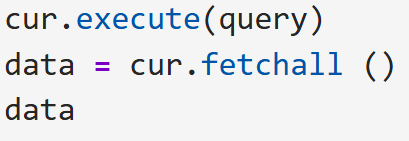 cur.execute(query)
data = cur.fetchall ()
data